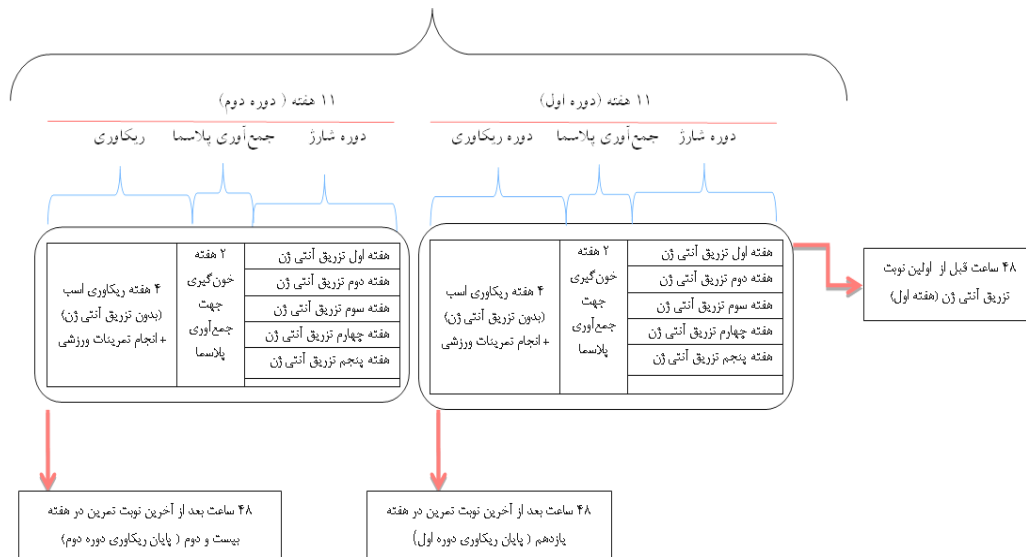 ۱۱ هفته (دوره اول)
۱۱ هفته ( دوره دوم)
دوره شارژ
جمع‌آوری پلاسما
دوره ریکاوری
دوره شارژ
جمع‌آوری پلاسما
ریکاوری
هفته اول تزریق آنتی ژن
هفته دوم تزریق آنتی ژن
هفته سوم تزریق آنتی ژن
هفته چهارم تزریق آنتی ژن
هفته پنجم تزریق آنتی ژن
۲ هفته
خون‌گیری
جهت
جمع‌آوری
پلاسما
۴ هفته ریکاوری اسب
(بدون تزریق آنتی ژن)
+ انجام تمرینات ورزشی
هفته اول تزریق آنتی ژن
هفته دوم تزریق آنتی ژن
هفته سوم تزریق آنتی ژن
هفته چهارم تزریق آنتی ژن
هفته پنجم تزریق آنتی ژن
۲ هفته
خون‌گیری
جهت
جمع‌آوری
پلاسما
۴ هفته ریکاوری اسب
(بدون تزریق آنتی ژن)
+ انجام تمرینات ورزشی
۴۸ ساعت قبل از اولین نوبت
تزریق آنتی ژن (هفته اول)
۴۸ ساعت بعد از آخرین نوبت تمرین در هفته
یازدهم ( پایان ریکاوری دوره اول)
۴۸ ساعت بعد از آخرین نوبت تمرین در هفته
بیست و دوم ( پایان ریکاوری دوره دوم)